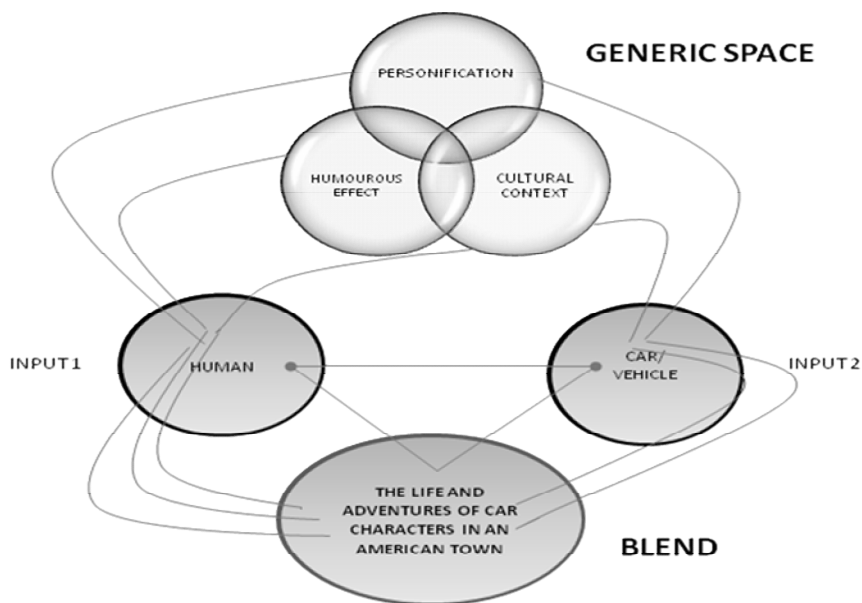 GENERIC SPACE
PERSONIFICATION
HUMOUROUS
EFFECT
CULTURAL
CONTEXT
INPUT1
HUMAN
CAR/
VEHICLE
INPUT2
THE LIFE AND
ADVENTURES OF CAR
CHARACTERS IN AN
AMERICAN TOWN
BLEND